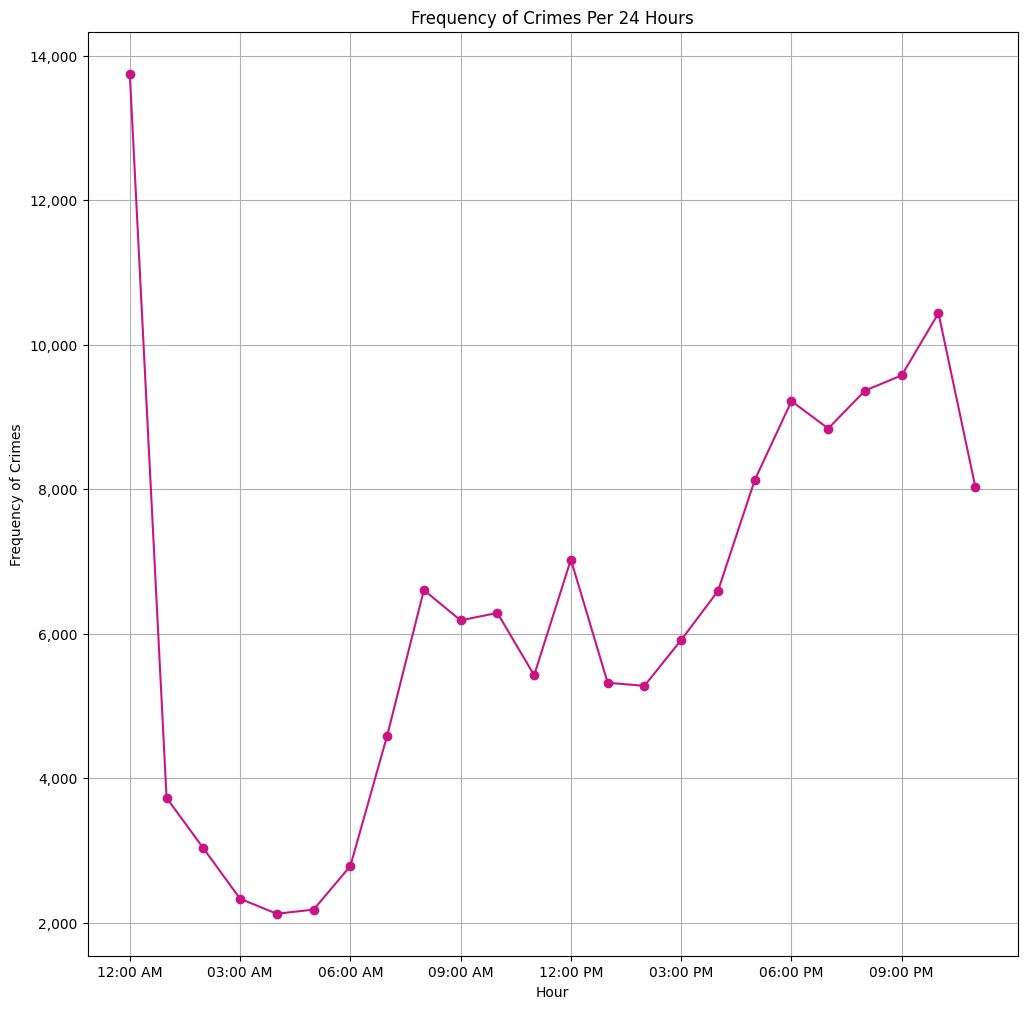 Frequency of Crimes Per 24 Hours
14,000
12,000
10,000
8,000
6,000
4,000
2,000
Frequency of Crimes
12:00 AM 03:00 AM 06:00 AM 09:00 AM 12:00 PM 03:00 PM 06:00 PM 09:00 PM
Hour